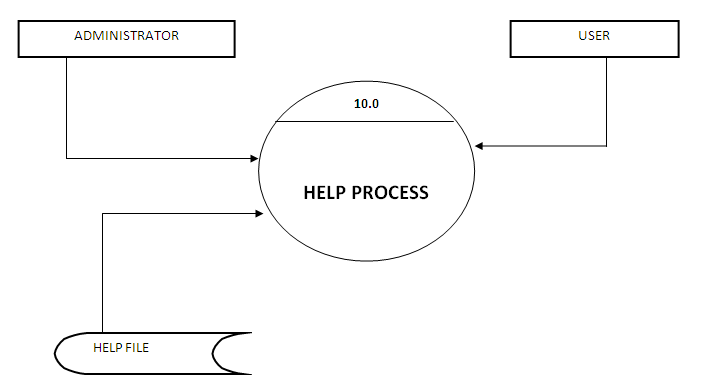 ADMINISTRATOR
USER
10.0
HELP PROCESS
HELP FILE